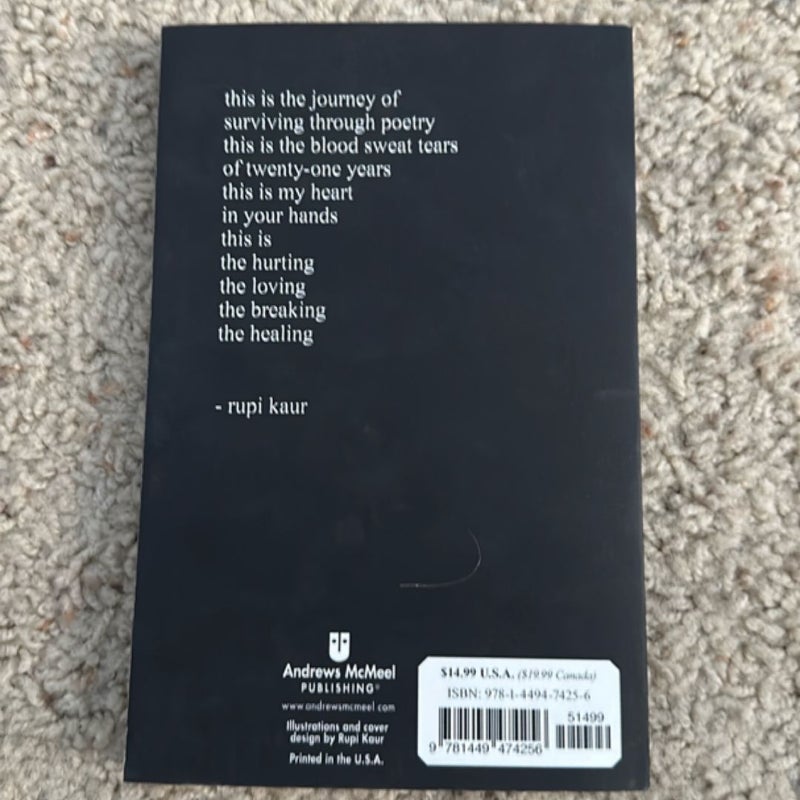 this is the journey of
surviving through poetry
this is the blood sweat tears
of twenty-one years
this is my heart
in your hands
this is
the hurting
the loving
the breaking
the healing
- rupi kaur
Andrews McMeel
PUBLISHING®
www.andrewsmcmeel.com
Illustrations and cover
design by Rupi Kaur
Printed in the U.S.A.
$14.99 U.S.A. ($19.99 Canada)
ISBN: 978-1-4494-7425-6
51499
9 781449 474256